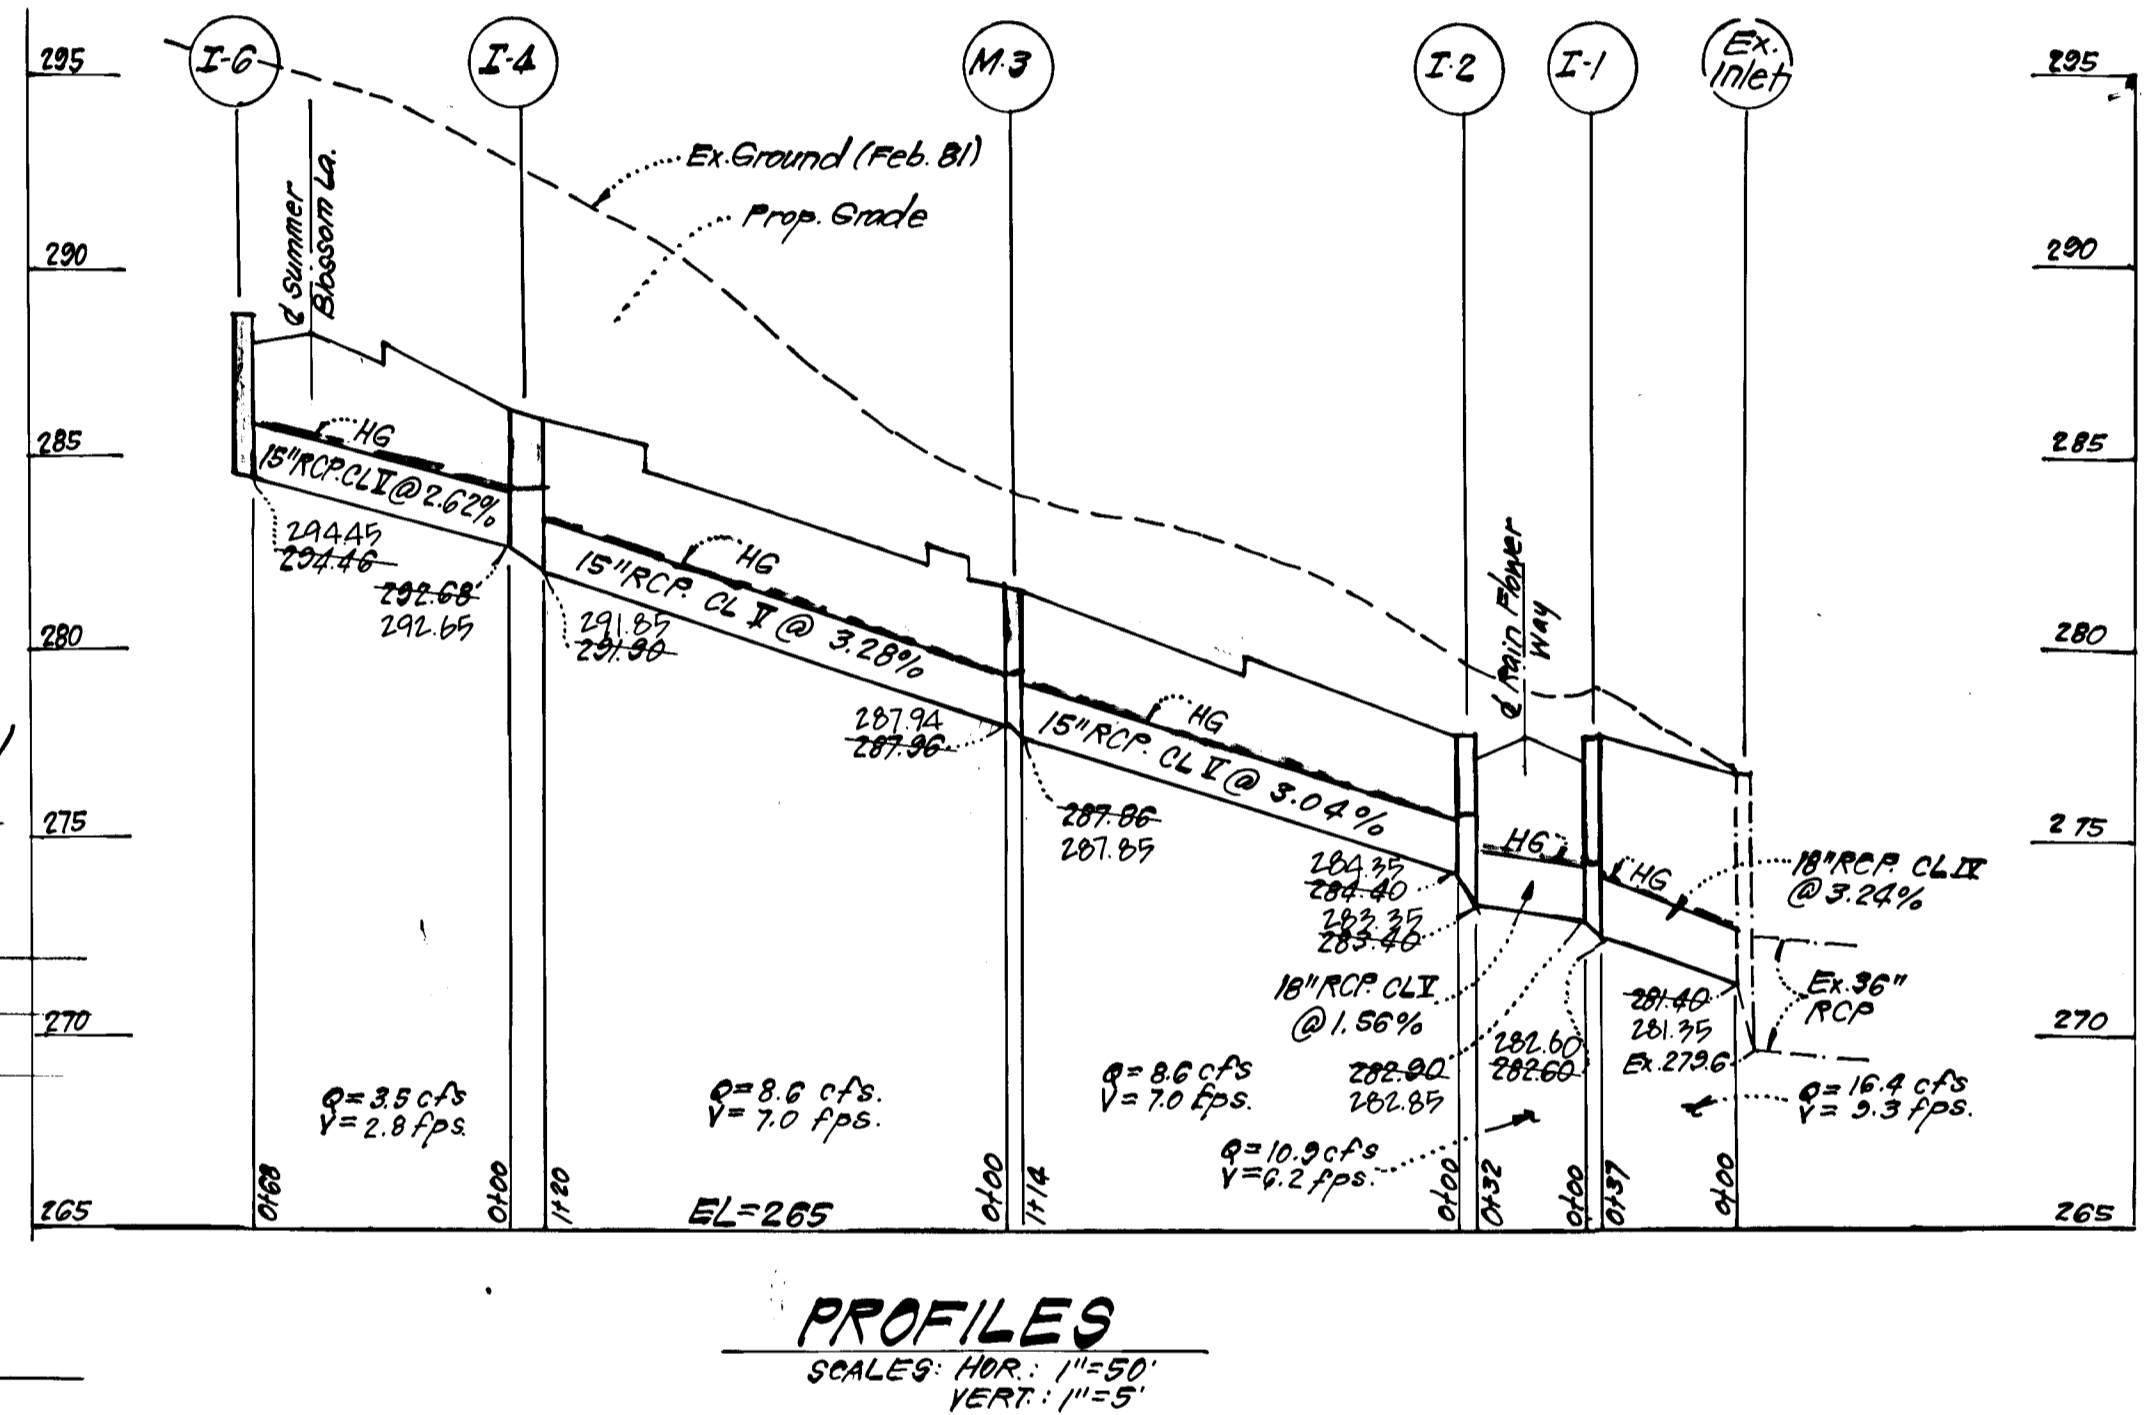 I-6
I-4
M-3
I-2
I-1
Ex.
Inlet
295
295
290
290
285
285
280
280
275
275
270
270
265
265
℄ Summer
Blossom La.
Ex. Ground (Feb. 81)
Prop. Grade
HG
15" RCP. CL V @ 2.62%
294.45
294.46
292.68
292.65
HG
15" RCP. CL V @ 3.28%
291.85
291.90
287.94
287.96
HG
15" RCP. CL V @ 3.04%
287.86
287.85
℄ Rain Flower
Way
284.35
284.40
283.35
283.40
HG
18" RCP. CL V
@ 1.56%
282.90
282.85
282.60
282.60
HG
18" RCP. CL IV
@ 3.24%
281.40
281.35
Ex. 279.6
Ex. 36"
RCP
Q = 3.5 cfs
V = 2.8 fps.
Q = 8.6 cfs.
V = 7.0 fps.
Q = 8.6 cfs
V = 7.0 fps.
Q = 10.9 cfs
V = 6.2 fps.
Q = 16.4 cfs
V = 9.3 fps.
0+68
0+00
1+20
0+00
1+14
0+00
0+32
0+00
0+37
0+00
EL = 265
PROFILES
SCALES: HOR.: 1"=50'
VERT.: 1"=5'